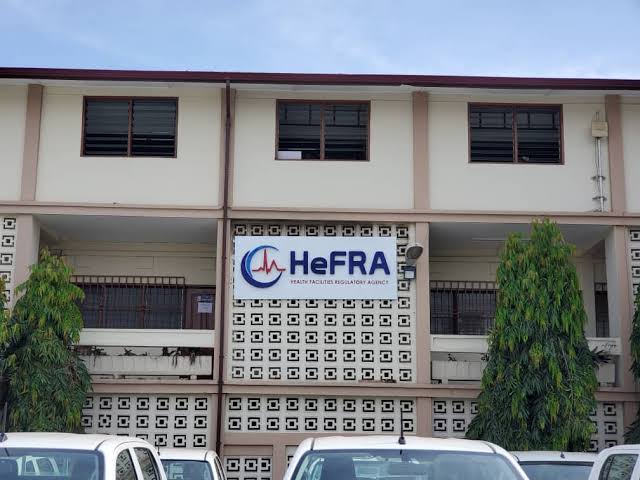 HeFRA
HEALTH FACILITIES REGULATORY AGENCY